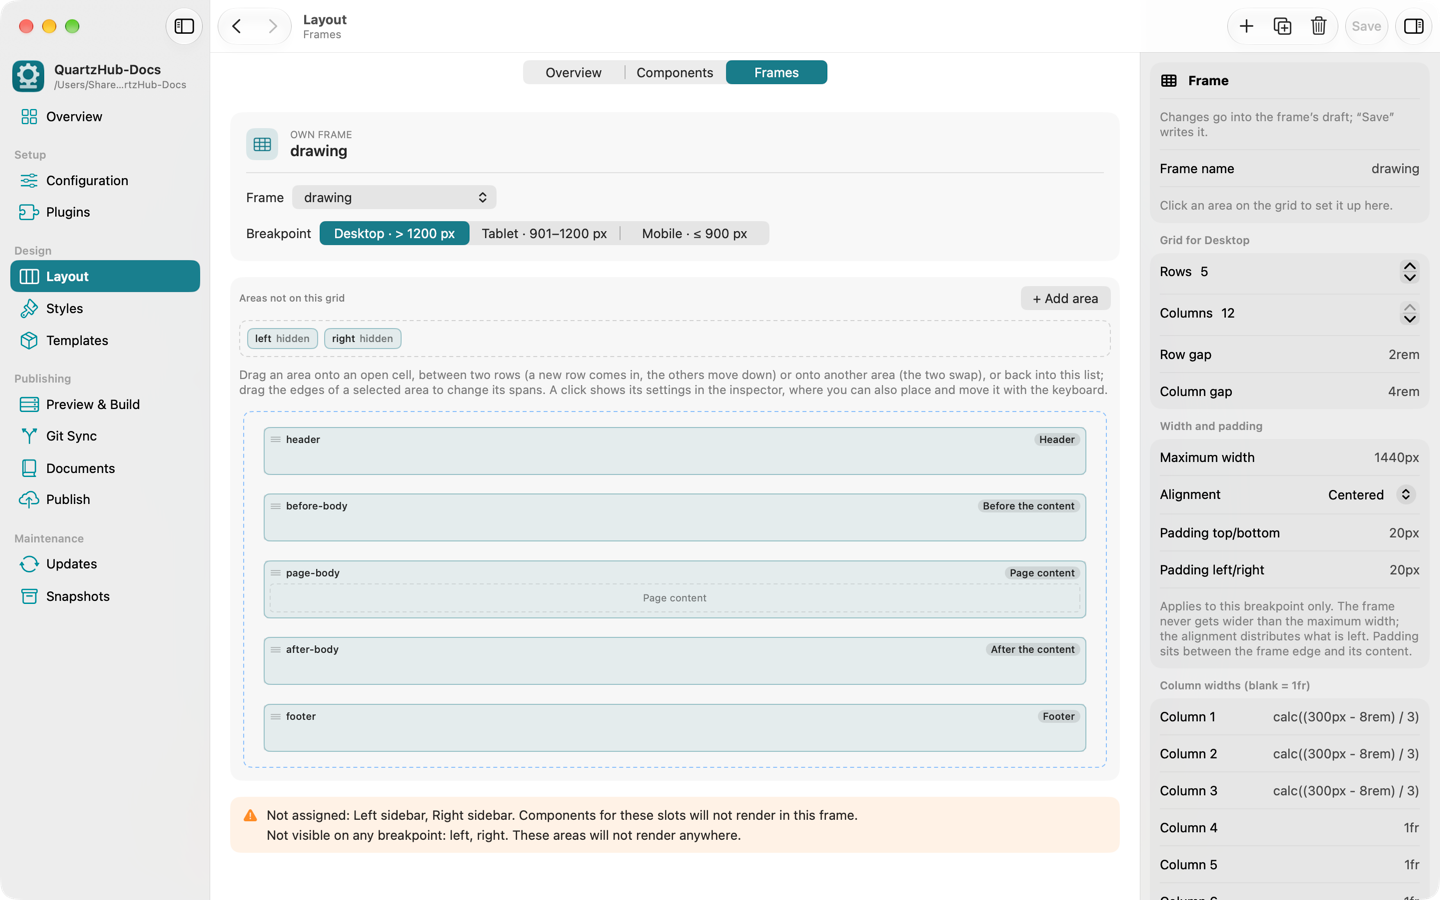 Layout
Frames
Save
QuartzHub-Docs
/Users/Share...rtzHub-Docs
Overview
Setup
Configuration
Plugins
Design
Layout
Styles
Templates
Publishing
Preview & Build
Git Sync
Documents
Publish
Maintenance
Updates
Snapshots
Overview
Components
Frames
OWN FRAME
drawing
Frame
drawing
Breakpoint
Desktop · > 1200 px
Tablet · 901–1200 px
Mobile · ≤ 900 px
Areas not on this grid
+ Add area
left hidden
right hidden
Drag an area onto an open cell, between two rows (a new row comes in, the others move down) or onto another area (the two swap), or back into this list;
drag the edges of a selected area to change its spans. A click shows its settings in the inspector, where you can also place and move it with the keyboard.
header
Header
before-body
Before the content
page-body
Page content
Page content
after-body
After the content
footer
Footer
Not assigned: Left sidebar, Right sidebar. Components for these slots will not render in this frame.
Not visible on any breakpoint: left, right. These areas will not render anywhere.
Frame
Changes go into the frame's draft; “Save”
writes it.
Frame name
drawing
Click an area on the grid to set it up here.
Grid for Desktop
Rows 5
Columns 12
Row gap
2rem
Column gap
4rem
Width and padding
Maximum width
1440px
Alignment
Centered
Padding top/bottom
20px
Padding left/right
20px
Applies to this breakpoint only. The frame
never gets wider than the maximum width;
the alignment distributes what is left. Padding
sits between the frame edge and its content.
Column widths (blank = 1fr)
Column 1
calc((300px - 8rem) / 3)
Column 2
calc((300px - 8rem) / 3)
Column 3
calc((300px - 8rem) / 3)
Column 4
1fr
Column 5
1fr